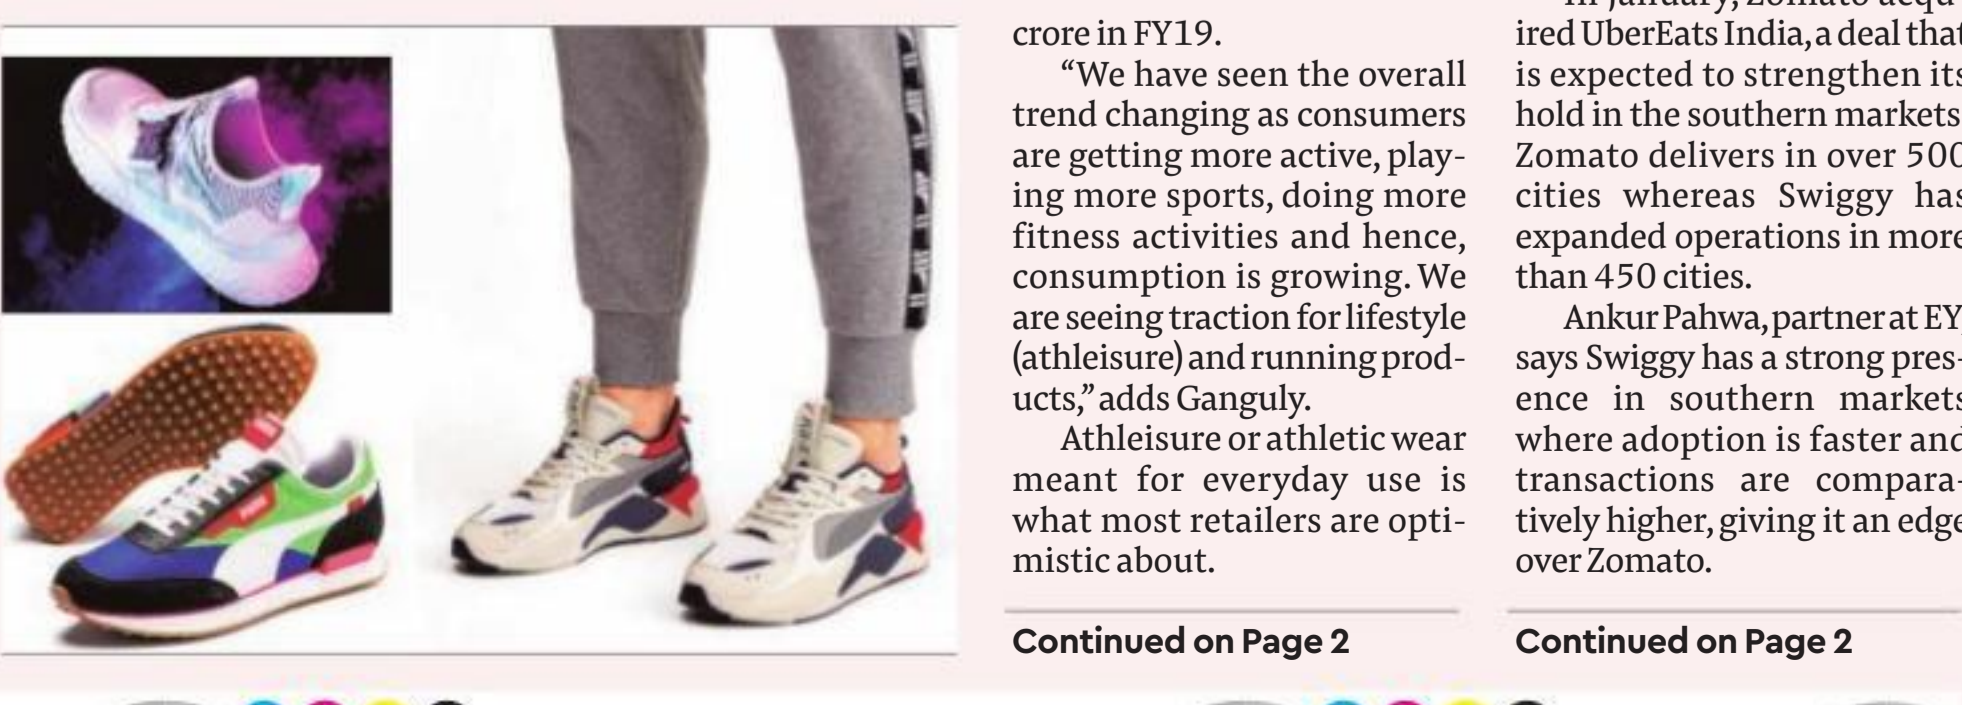 crore in FY19.
“We have seen the overall
trend changing as consumers
are getting more active, play-
ing more sports, doing more
fitness activities and hence,
consumption is growing. We
are seeing traction for lifestyle
(athleisure) and running prod-
ucts,” adds Ganguly.
Athleisure or athletic wear
meant for everyday use is
what most retailers are opti-
mistic about.
Continued on Page 2
In January, Zomato acqu-
ired UberEats India, a deal that
is expected to strengthen its
hold in the southern markets
Zomato delivers in over 500
cities whereas Swiggy has
expanded operations in more
than 450 cities.
Ankur Pahwa, partner at EY,
says Swiggy has a strong pres-
ence in southern markets
where adoption is faster and
transactions are compara-
tively higher, giving it an edge
over Zomato.
Continued on Page 2